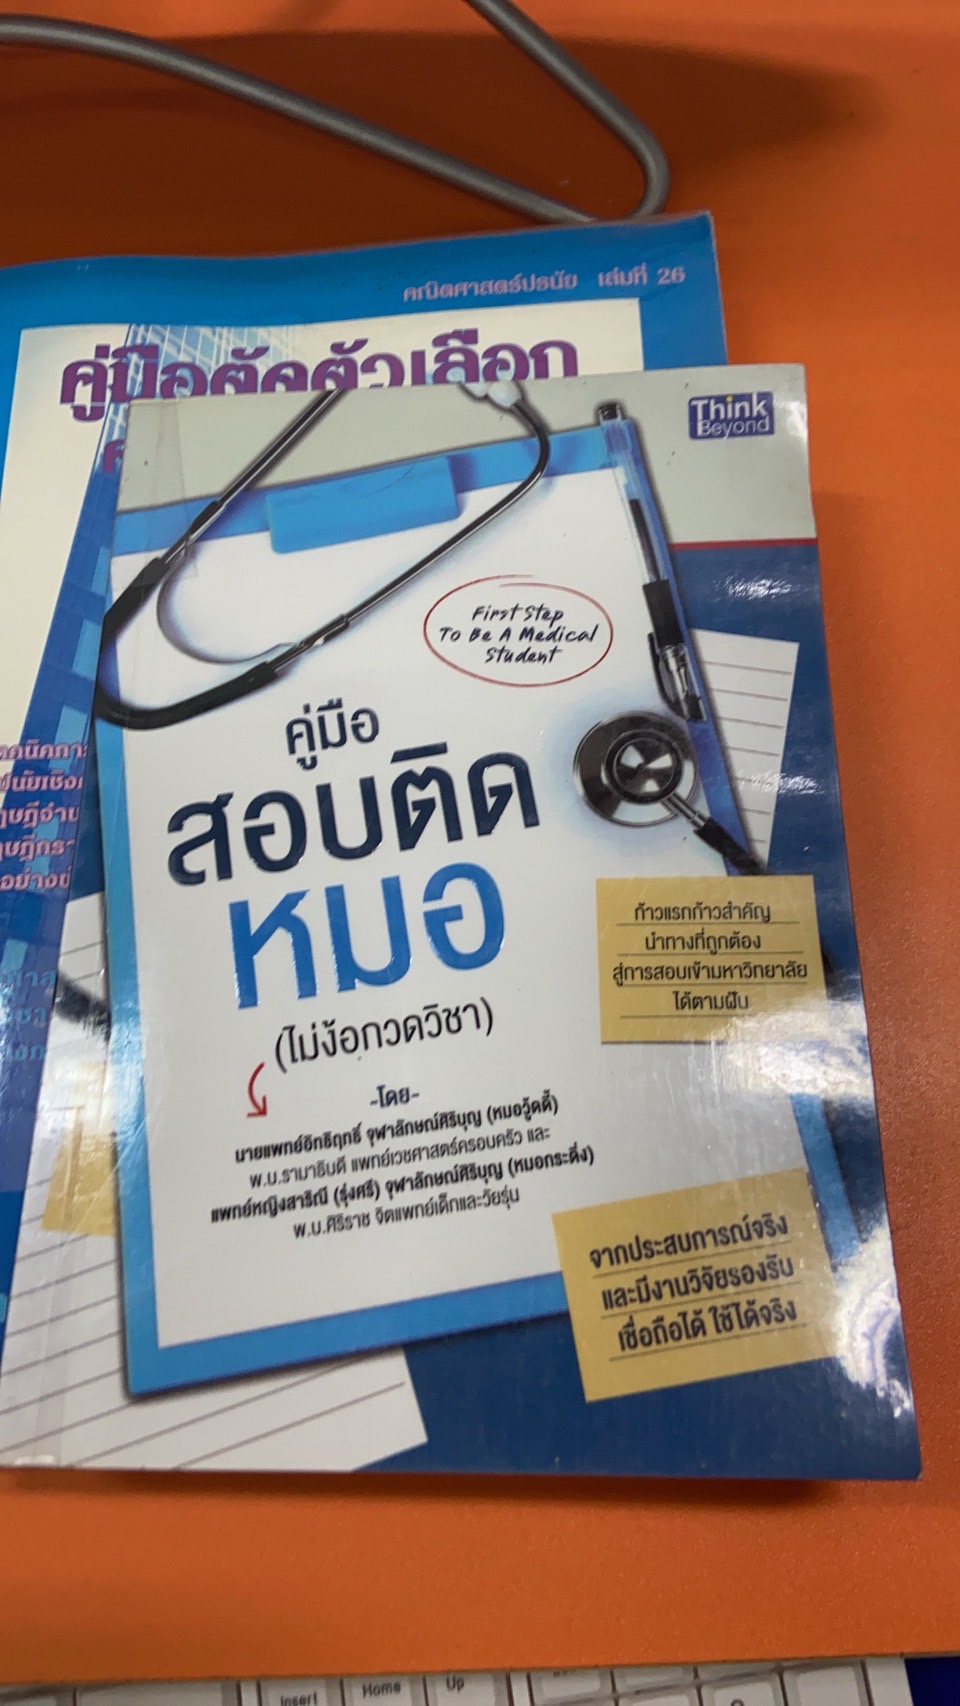 คณิตศาสตร์ปรนัย เล่มที่ 26
คู่มือตัดตัวเลือก
Think
Beyond
First Step
To Be A Medical
Student
คู่มือ
สอบติด
หมอ
(ไม่ง้อกวดวิชา)
-โดย-
นายแพทย์อิทธิฤทธิ์ จุฬาลักษณ์ศิริบุญ (หมอวู้ดดี้)
พ.บ.รามาธิบดี แพทย์เวชศาสตร์ครอบครัว และ
แพทย์หญิงสาริณี (รุ่งศรี) จุฬาลักษณ์ศิริบุญ (หมอกระติ่ง)
พ.บ.ศิริราช จิตแพทย์เด็กและวัยรุ่น
ก้าวแรกก้าวสำคัญ
นำทางที่ถูกต้อง
สู่การสอบเข้ามหาวิทยาลัย
ได้ตามฝัน
จากประสบการณ์จริง
และมีงานวิจัยรองรับ
เชื่อถือได้ ใช้ได้จริง
Insert
Home
Up